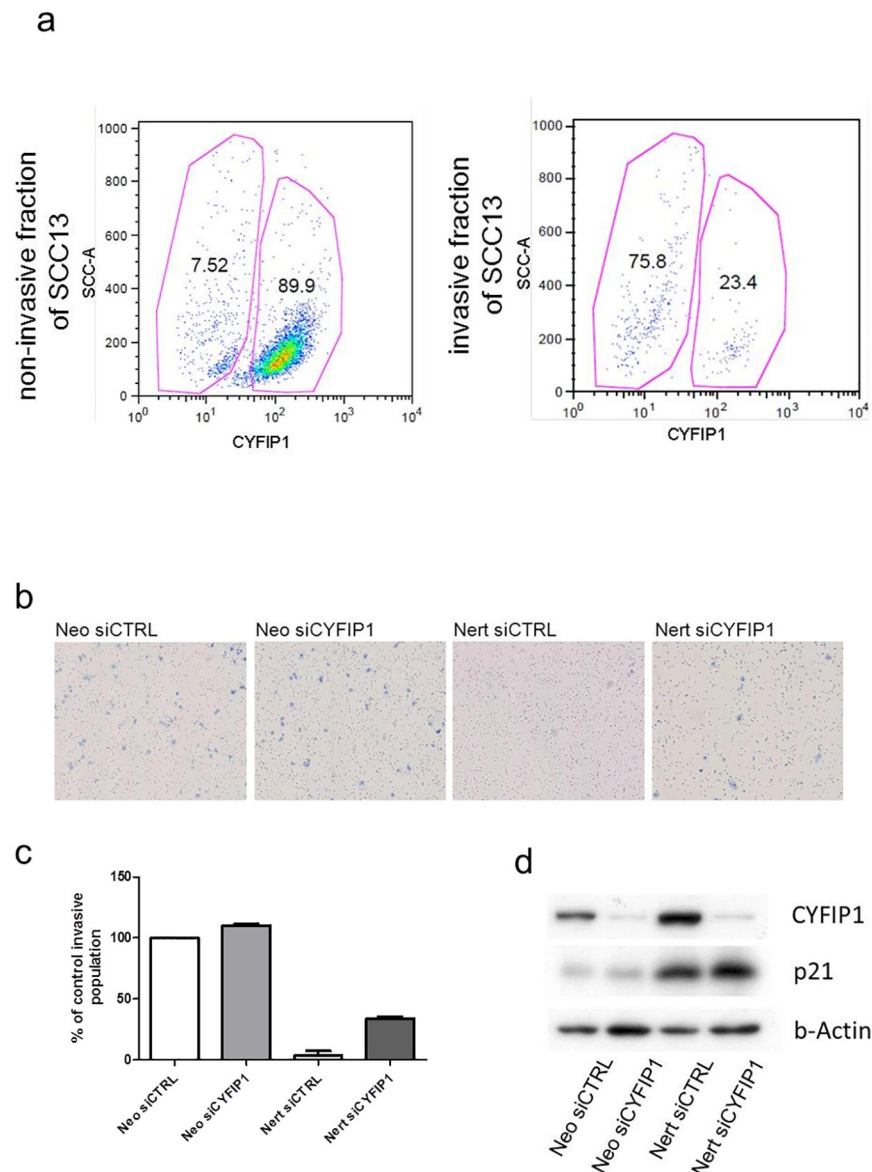 a
non-invasive fraction
of SCC13
SCC-A
1000
800
600
400
200
0
7.52
89.9
10^0
10^1
10^2
10^3
10^4
CYFIP1
invasive fraction
of SCC13
SCC-A
1000
800
600
400
200
0
75.8
23.4
10^0
10^1
10^2
10^3
10^4
CYFIP1
b
Neo siCTRL
Neo siCYFIP1
Nert siCTRL
Nert siCYFIP1
c
% of control invasive
population
150
100
50
0
Neo siCTRL
Neo siCYFIP1
Nert siCTRL
Nert siCYFIP1
d
CYFIP1
p21
b-Actin
Neo siCTRL
Neo siCYFIP1
Nert siCTRL
Nert siCYFIP1